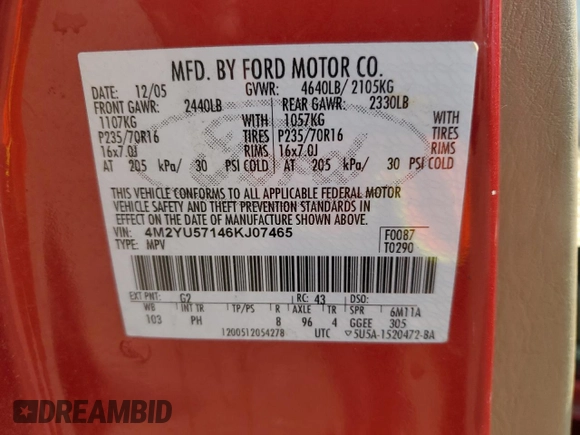 MFD. BY FORD MOTOR CO.
DATE: 12/05 GVWR: 4640LB/ 2105KG
FRONT GAWR: 2440LB REAR GAWR: 2330LB
1107KG WITH 1057KG WITH
P235/70R16 TIRES P235/70R16 TIRES
16x7.0J RIMS 16x7.0J RIMS
AT 205 kPa/ 30 PSI COLD AT 205 kPa/ 30 PSI COLD
THIS VEHICLE CONFORMS TO ALL APPLICABLE FEDERAL MOTOR
VEHICLE SAFETY AND THEFT PREVENTION STANDARDS IN
EFFECT ON THE DATE OF MANUFACTURE SHOWN ABOVE.
VIN: 4M2YU57146KJ07465 F0087
TYPE: MPV T0290
EXT PNT: G2 RC: 43 DSO:
WB INT TR TP/PS R AXLE TR SPR 6M11A
103 PH 8 96 4 GGEE 305
1200512054278 UTC 5U5A-1520472-BA
Ford
DREAMBID